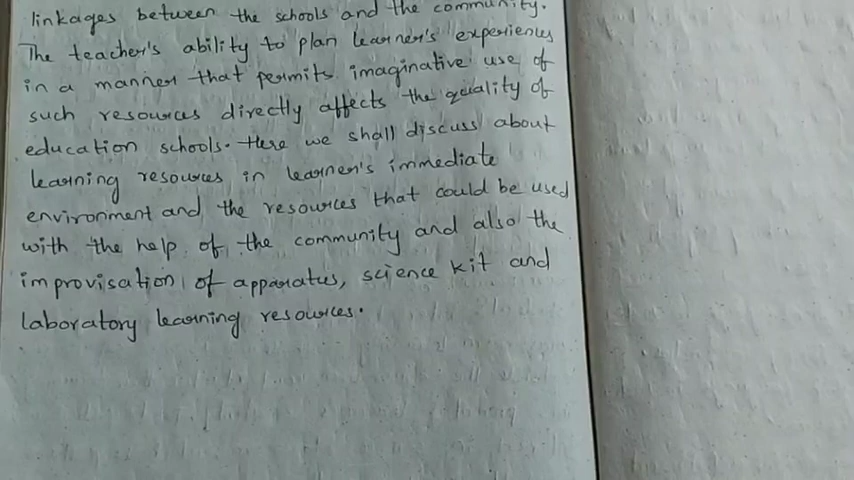 linkages between the schools and the community.
The teacher's ability to plan learner's experiences
in a manner that permits imaginative use of
such resources directly affects the quality of
education schools. Here we shall discuss about
learning resources in learner's immediate
environment and the resources that could be used
with the help of the community and also the
improvisation of apparatus, science kit and
laboratory learning resources.